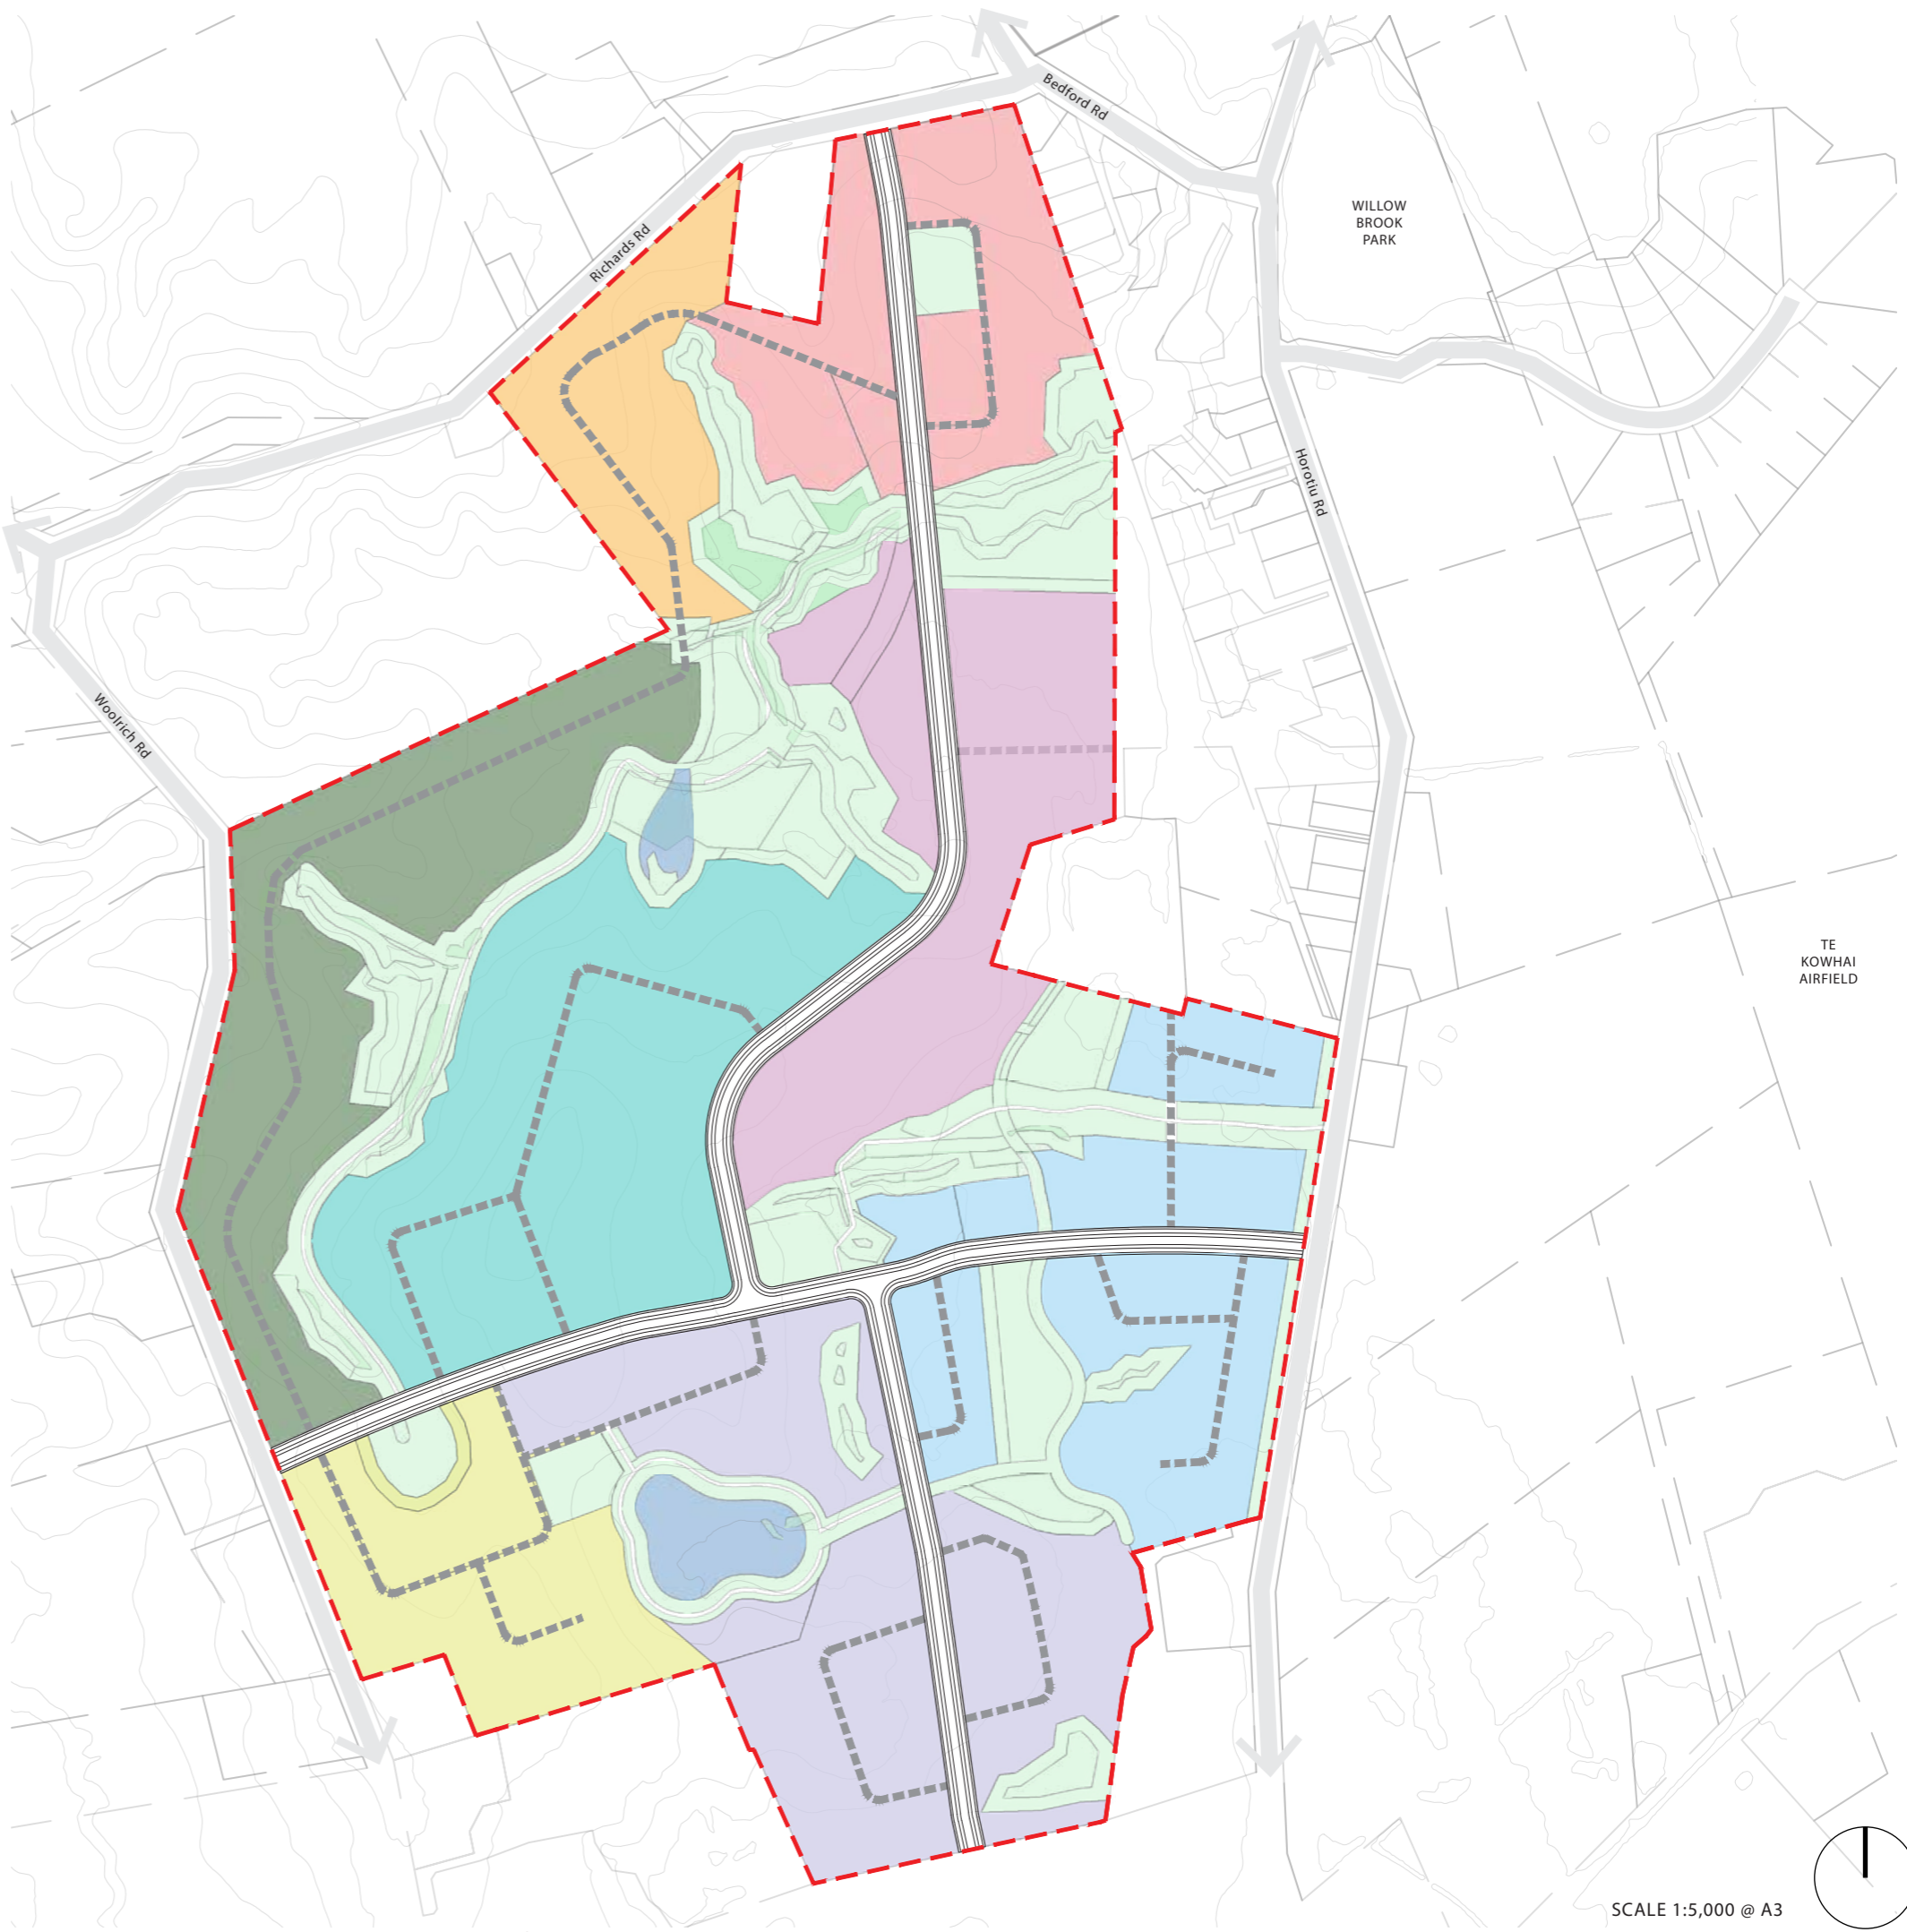 Bedford Rd
WILLOW
BROOK
PARK
Richards Rd
Horotiu Rd
Woolrich Rd
TE
KOWHAI
AIRFIELD
SCALE 1:5,000 @ A3